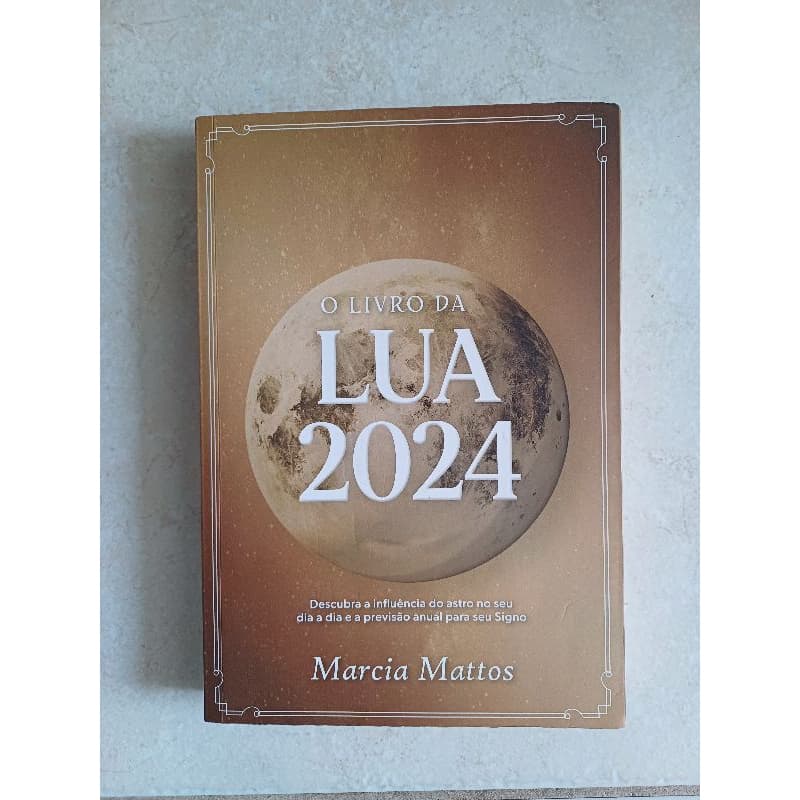 O LIVRO DA
LUA
2024
Descubra a influência do astro no seu
dia a dia e a previsão anual para seu Signo
Marcia Mattos